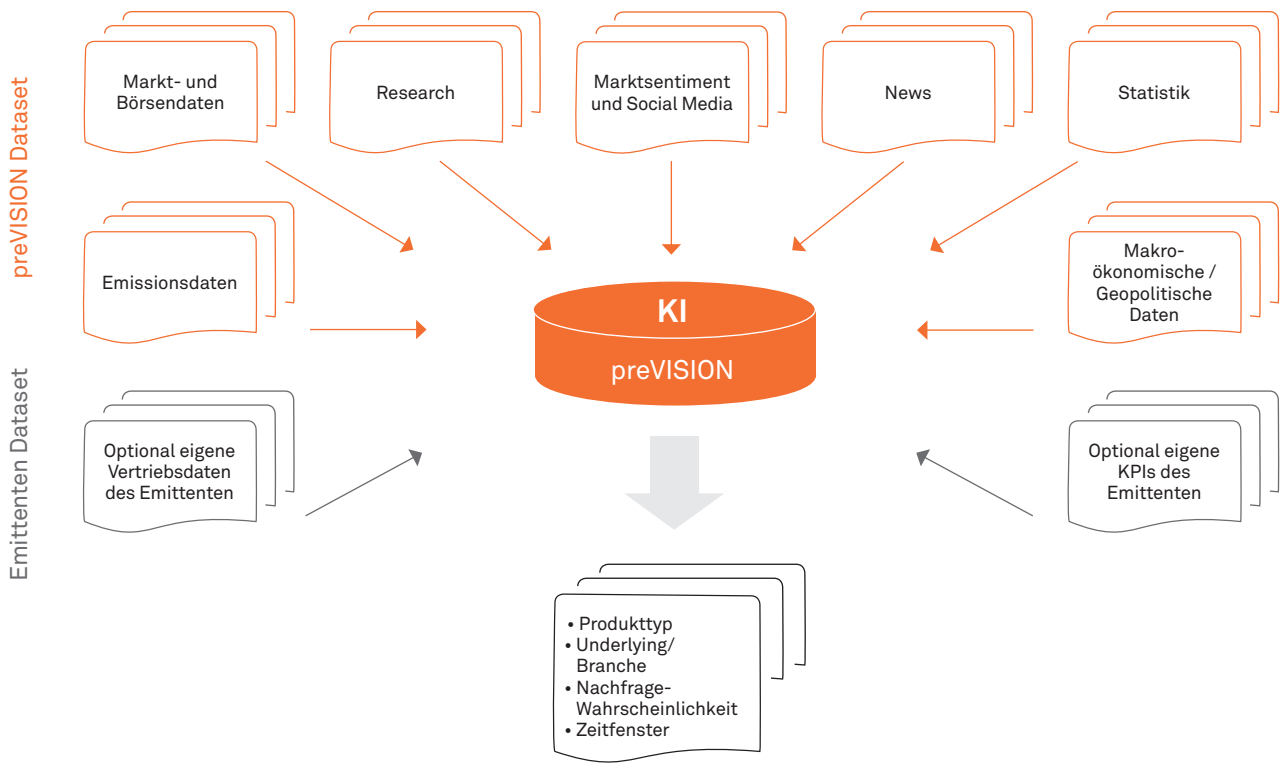 preVISION Dataset
Markt- und
Börsendaten
Research
Marktsentiment
und Social Media
News
Statistik
Emissionsdaten
Makro-
ökonomische /
Geopolitische
Daten
KI
preVISION
Emittenten Dataset
Optional eigene
Vertriebsdaten
des Emittenten
Optional eigene
KPIs des
Emittenten
• Produkttyp
• Underlying/
Branche
• Nachfrage-
Wahrscheinlichkeit
• Zeitfenster